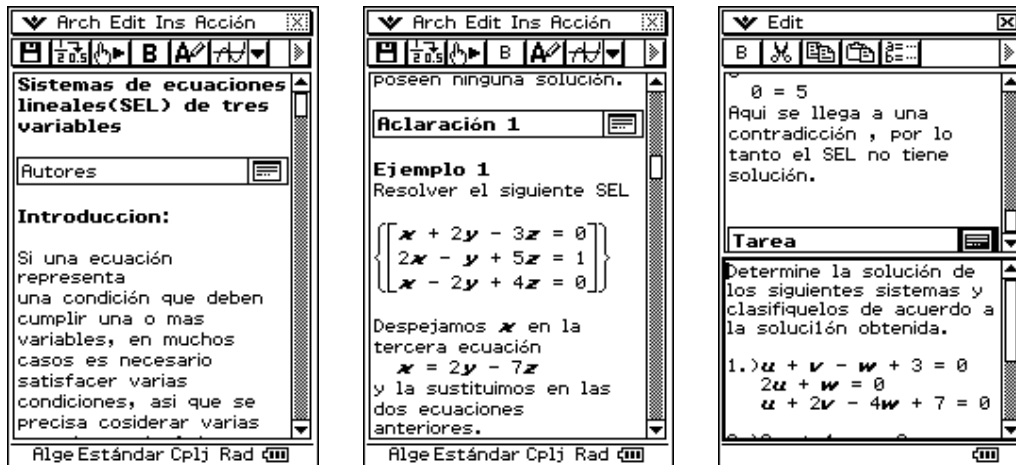 Arch Edit Ins Acción
B
Sistemas de ecuaciones
lineales(SEL) de tres
variables
Autores
Introduccion:
Si una ecuación
representa
una condición que deben
cumplir una o mas
variables, en muchos
casos es necesario
satisfacer varias
condiciones, asi que se
precisa cosiderar varias
Alge Estándar Cplj Rad
Arch Edit Ins Acción
B
poseen ninguna solución.
Aclaración 1
Ejemplo 1
Resolver el siguiente SEL
x + 2y - 3z = 0
2x - y + 5z = 1
x - 2y + 4z = 0
Despejamos x en la
tercera ecuación
x = 2y - 7z
y la sustituimos en las
dos ecuaciones
anteriores.
Alge Estándar Cplj Rad
Edit
B
0 = 5
Aqui se llega a una
contradicción , por lo
tanto el SEL no tiene
solución.
Tarea
Determine la solución de
los siguientes sistemas y
clasifiquelos de acuerdo a
la soluci1ón obtenida.
1.)u + v - w + 3 = 0
2u + w = 0
u + 2v - 4w + 7 = 0